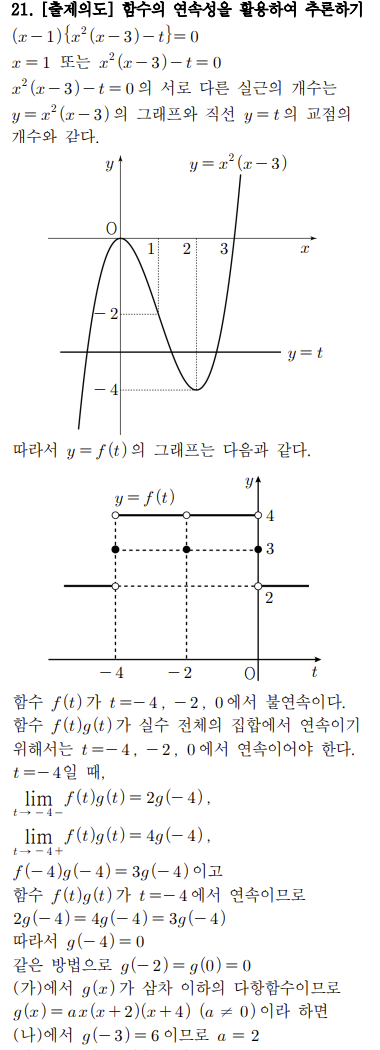 21. [출제의도] 함수의 연속성을 활용하여 추론하기
(x-1){x²(x-3)-t}=0
x=1 또는 x²(x-3)-t=0
x²(x-3)-t=0의 서로 다른 실근의 개수는
y=x²(x-3)의 그래프와 직선 y=t의 교점의
개수와 같다.
y
y=x²(x-3)
O
1 2 3 x
-2
y=t
-4
따라서 y=f(t)의 그래프는 다음과 같다.
y
y=f(t)
4
3
2
-4 -2 O t
함수 f(t)가 t=-4, -2, 0에서 불연속이다.
함수 f(t)g(t)가 실수 전체의 집합에서 연속이기
위해서는 t=-4, -2, 0에서 연속이어야 한다.
t=-4일 때,
lim f(t)g(t)=2g(-4),
t→-4-
lim f(t)g(t)=4g(-4),
t→-4+
f(-4)g(-4)=3g(-4)이고
함수 f(t)g(t)가 t=-4에서 연속이므로
2g(-4)=4g(-4)=3g(-4)
따라서 g(-4)=0
같은 방법으로 g(-2)=g(0)=0
(가)에서 g(x)가 삼차 이하의 다항함수이므로
g(x)=ax(x+2)(x+4) (a≠0)이라 하면
(나)에서 g(-3)=6이므로 a=2